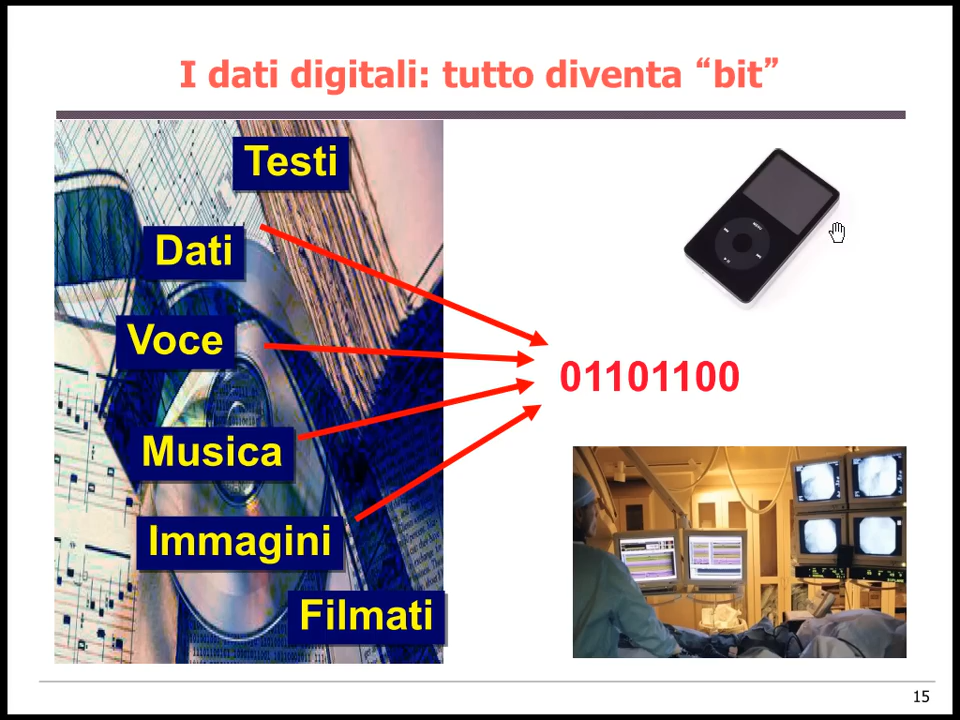 I dati digitali: tutto diventa “bit”
Testi
Dati
Voce
01101100
Musica
Immagini
Filmati
15